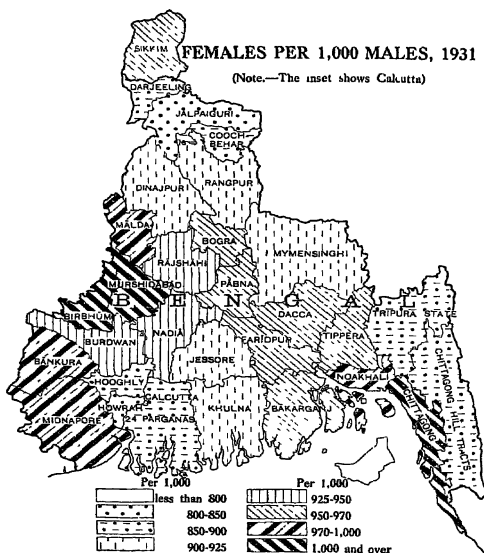 FEMALES PER 1,000 MALES, 1931
(Note.—The inset shows Calcutta)
SIKKIM
DARJEELING
JALPAIGURI
COOCH-
BEHAR
DINAJPUR
RANGPUR
MALDA
BOGRA
MYMENSINGH
RAJSHAHI
MURSHIDABAD
PABNA
BENGAL
BIRBHUM
DACCA
TRIPURA STATE
BURDWAN
NADIA
FARIDPUR
TIPPERA
BANKURA
JESSORE
NOAKHALI
HOOGHLY
CHITTAGONG
CHITTAGONG HILL TRACTS
HOWRAH
CALCUTTA
24 PARGANAS
KHULNA
BAKARGANJ
MIDNAPORE
Per 1,000
less than 800
800-850
850-900
900-925
Per 1,000
925-950
950-970
970-1,000
1,000 and over